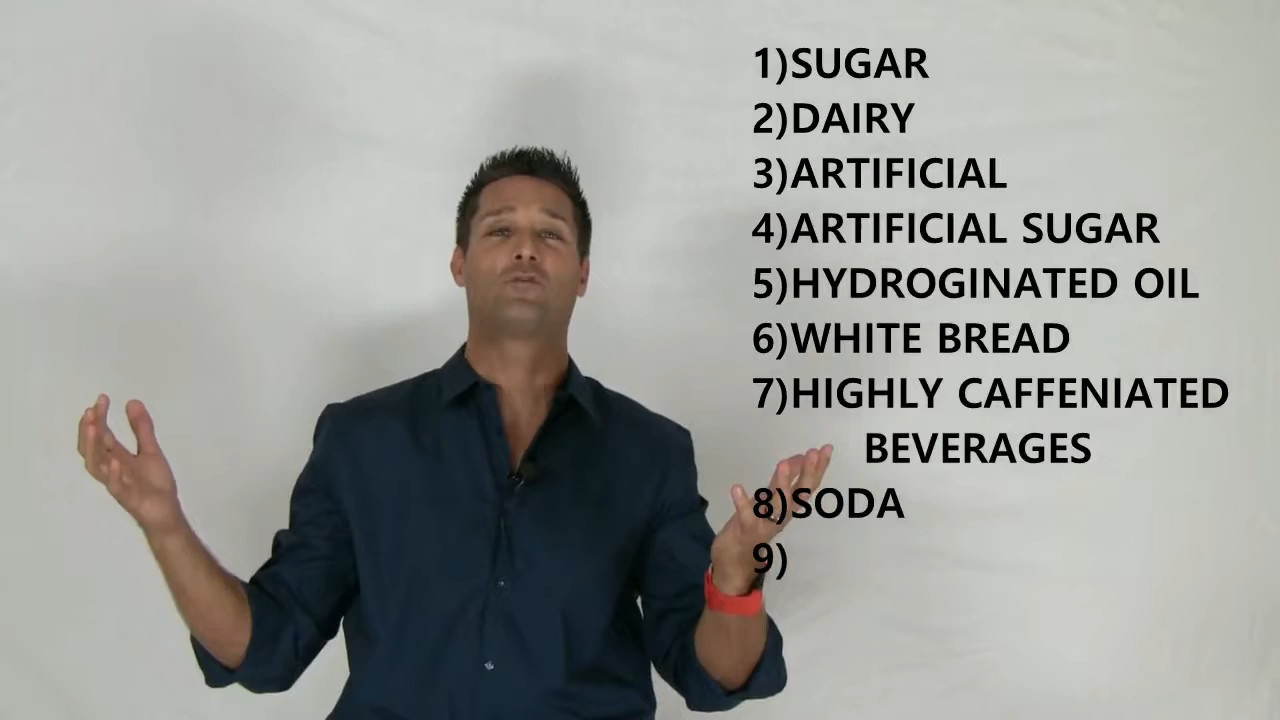 1)SUGAR
2)DAIRY
3)ARTIFICIAL
4)ARTIFICIAL SUGAR
5)HYDROGINATED OIL
6)WHITE BREAD
7)HIGHLY CAFFENIATED
BEVERAGES
8)SODA
9)